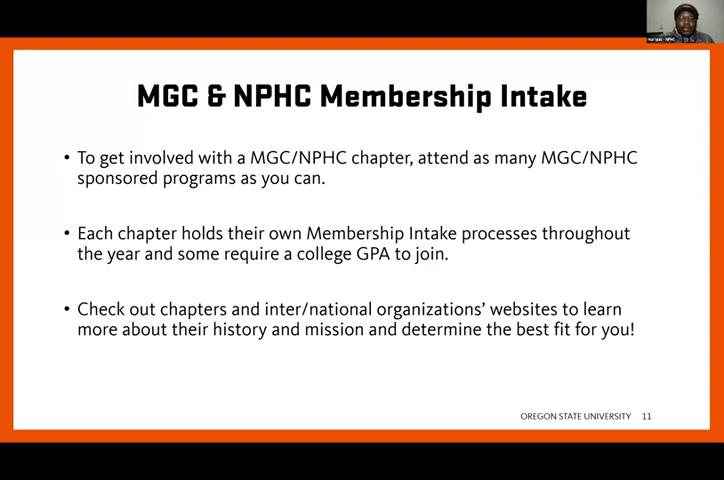 MGC & NPHC Membership Intake
• To get involved with a MGC/NPHC chapter, attend as many MGC/NPHC
sponsored programs as you can.
• Each chapter holds their own Membership Intake processes throughout
the year and some require a college GPA to join.
• Check out chapters and inter/national organizations’ websites to learn
more about their history and mission and determine the best fit for you!
OREGON STATE UNIVERSITY 11